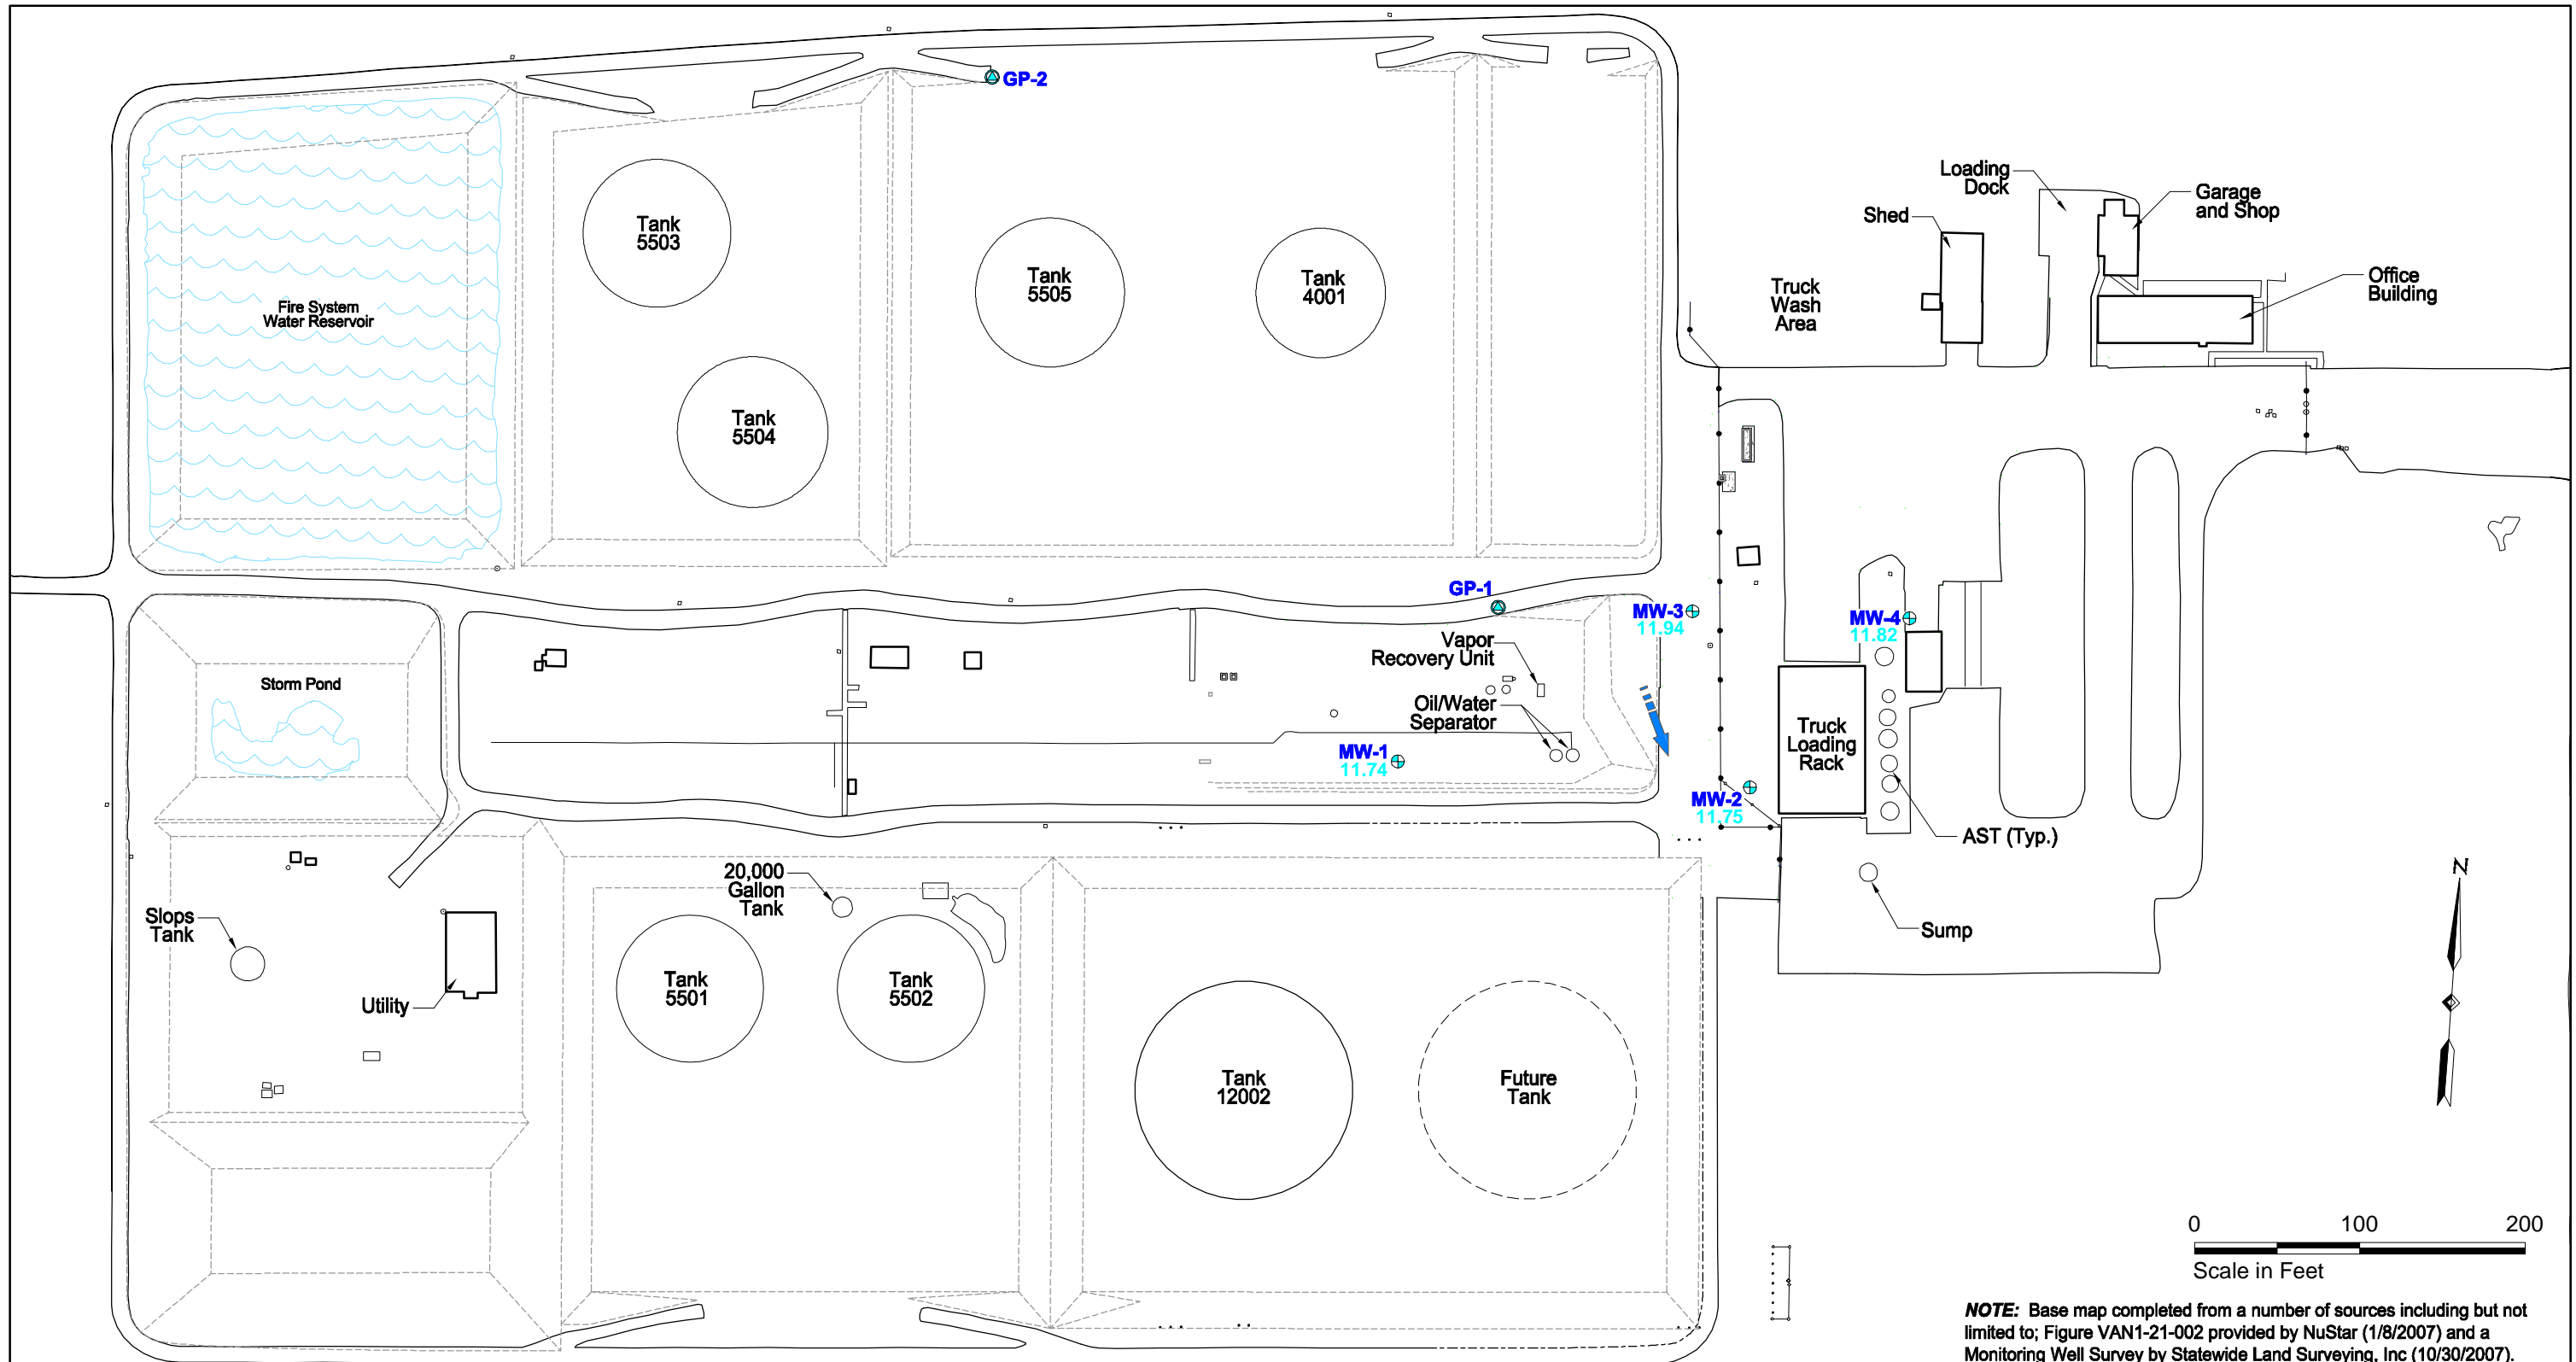 GP-2
Loading
Dock
Garage
and Shop
Shed
Tank
5503
Tank
5505
Tank
4001
Truck
Wash
Area
Office
Building
Fire System
Water Reservoir
Tank
5504
GP-1
MW-3
11.94
MW-4
11.82
Vapor
Recovery Unit
Storm Pond
Oil/Water
Separator
Truck
Loading
Rack
MW-1
11.74
MW-2
11.75
AST (Typ.)
20,000
Gallon
Tank
N
Slops
Tank
Sump
Utility
Tank
5501
Tank
5502
Tank
12002
Future
Tank
0 100 200
Scale in Feet
NOTE: Base map completed from a number of sources including but not
limited to; Figure VAN1-21-002 provided by NuStar (1/8/2007) and a
Monitoring Well Survey by Statewide Land Surveying, Inc (10/30/2007).